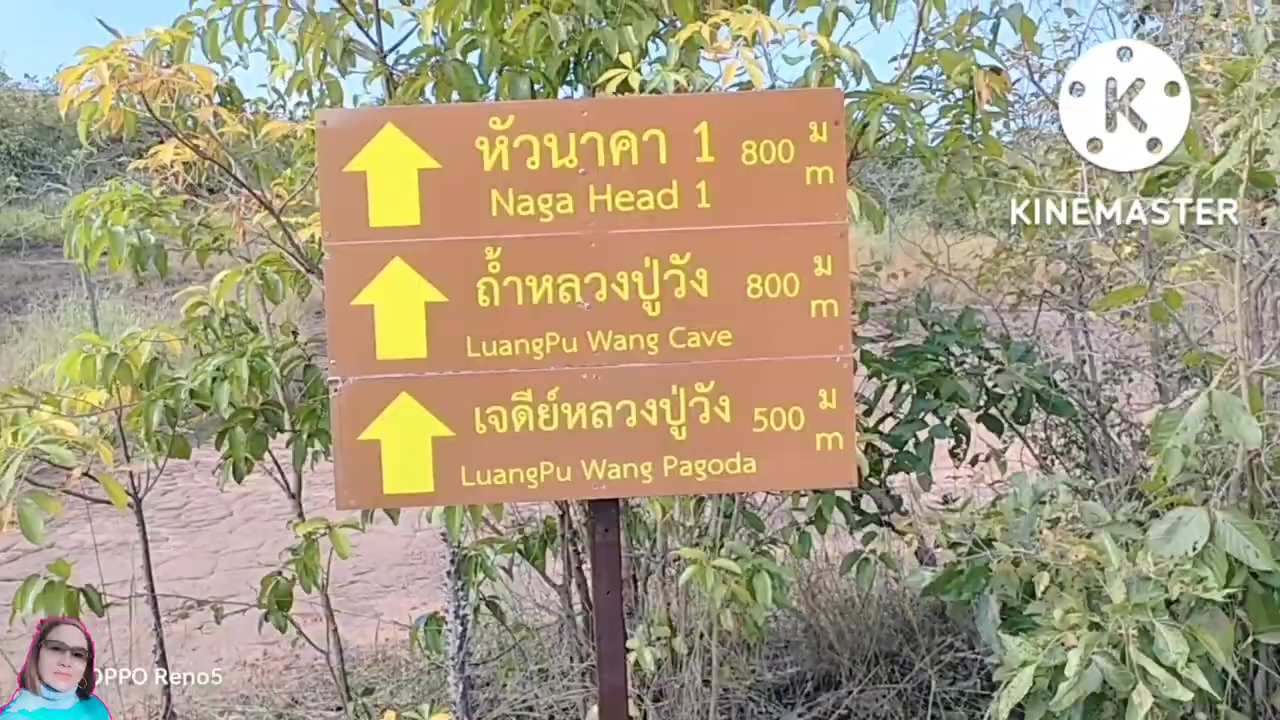 หัวนาคา 1 800 ม
Naga Head 1 m
ถ้ำหลวงปู่วัง 800 ม
LuangPu Wang Cave m
เจดีย์หลวงปู่วัง 500 ม
LuangPu Wang Pagoda m
K
KINEMASTER
OPPO Reno5